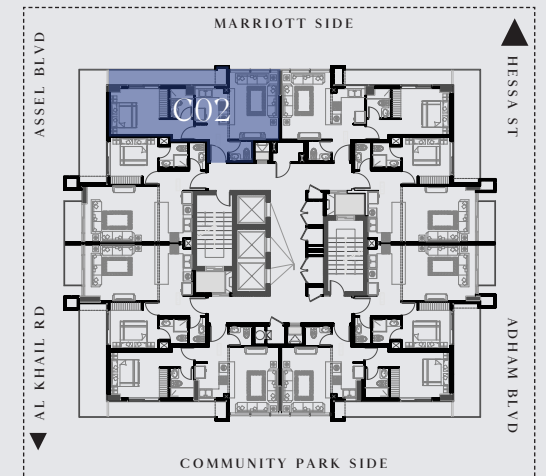 MARRIOTT SIDE
ASSEL BLVD
HESSA ST
C02
AL KHAIL RD
ADHAM BLVD
COMMUNITY PARK SIDE